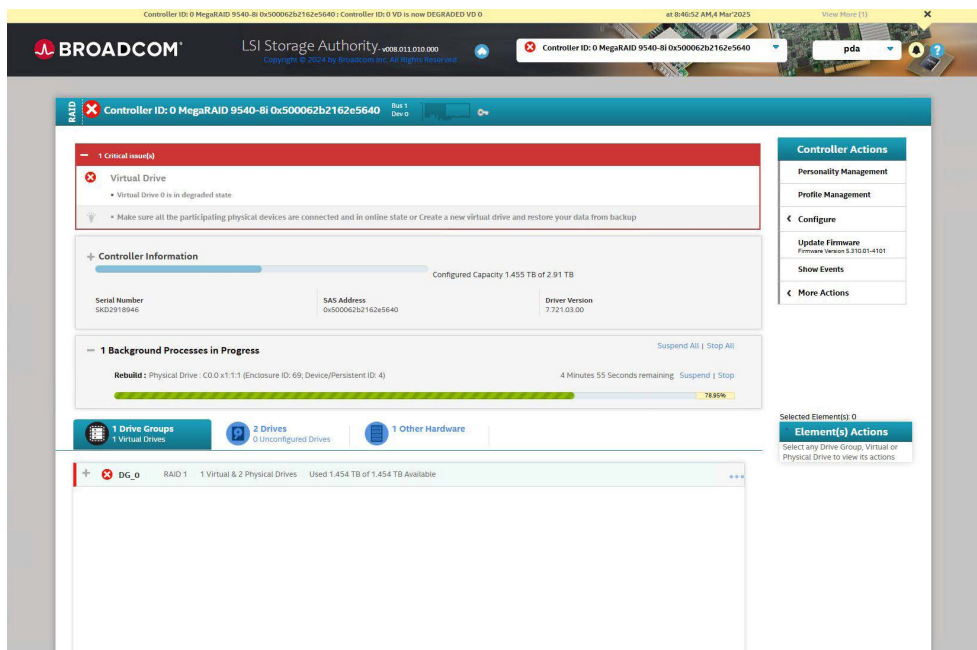 Controller ID: 0 MegaRAID 9540-8i 0x500062b2162e5640 ; Controller ID: 0 VD is now DEGRADED VD 0 at 8:46:52 AM,4 Mar'2025 View More [1] X
BROADCOM
LSI Storage Authority- v008.011.010.000
Copyright © 2024 by Broadcom Inc. All Rights Reserved
Controller ID: 0 MegaRAID 9540-8i 0x500062b2162e5640
pda
?
RAID
Controller ID: 0 MegaRAID 9540-8i 0x500062b2162e5640
Bus 1
Dev 0
1 Critical issue(s)
Virtual Drive
• Virtual Drive 0 is in degraded state
• Make sure all the participating physical devices are connected and in online state or Create a new virtual drive and restore your data from backup
Controller Information
Configured Capacity 1.455 TB of 2.91 TB
Serial Number
SKD2918946
SAS Address
0x500062b2162e5640
Driver Version
7.721.03.00
1 Background Processes in Progress
Suspend All | Stop All
Rebuild : Physical Drive : C0.0 x1:1:1 (Enclosure ID: 69; Device/Persistent ID: 4)
4 Minutes 55 Seconds remaining Suspend | Stop
78.95%
1 Drive Groups
1 Virtual Drives
2 Drives
0 Unconfigured Drives
1 Other Hardware
DG_0 RAID 1 1 Virtual & 2 Physical Drives Used 1.454 TB of 1.454 TB Available
Controller Actions
Personality Management
Profile Management
Configure
Update Firmware
Firmware Version 5.310.01-4101
Show Events
More Actions
Selected Element(s): 0
Element(s) Actions
Select any Drive Group, Virtual or
Physical Drive to view its actions